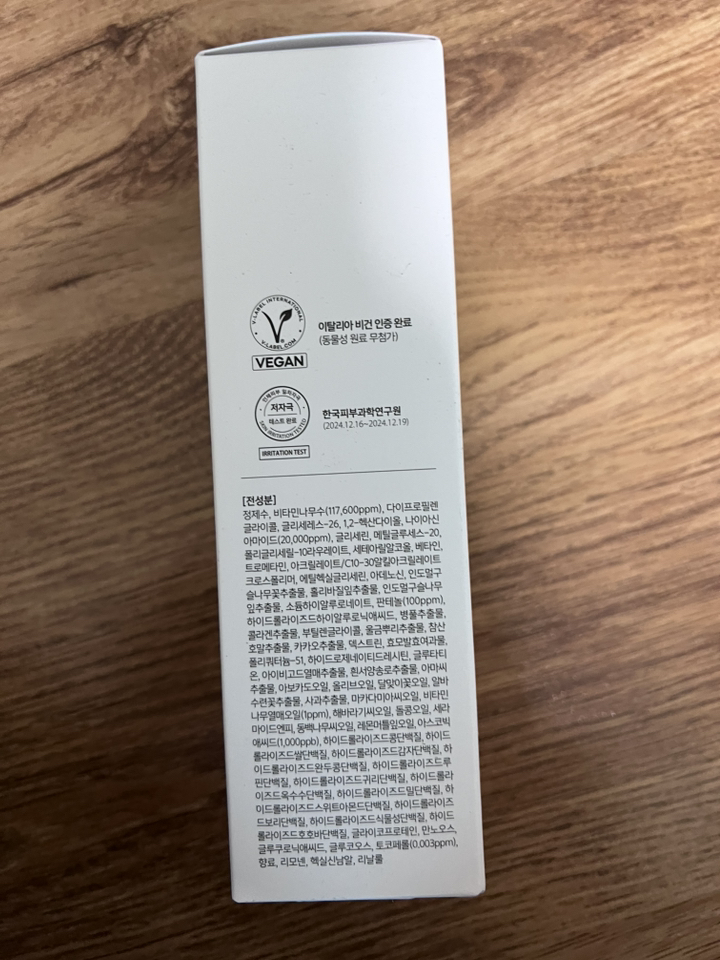 V-LABEL INTERNATIONAL
V-LABEL.COM
VEGAN
이탈리아 비건 인증 완료
(동물성 원료 무첨가)
인체피부 일차자극
저자극
테스트 완료
SKIN IRRITATION TESTED
IRRITATION TEST
한국피부과학연구원
(2024.12.16~2024.12.19)
[전성분]
정제수, 비타민나무수(117,600ppm), 다이프로필렌
글라이콜, 글리세레스-26, 1,2-헥산다이올, 나이아신
아마이드(20,000ppm), 글리세린, 메틸글루세스-20,
폴리글리세릴-10라우레이트, 세테아릴알코올, 베타인,
트로메타민, 아크릴레이트/C10-30알킬아크릴레이트
크로스폴리머, 에틸헥실글리세린, 아데노신, 인도멀구
슬나무꽃추출물, 홀리바질잎추출물, 인도멀구슬나무
잎추출물, 소듐하이알루로네이트, 판테놀(100ppm),
하이드롤라이즈드하이알루로닉애씨드, 병풀추출물,
콜라겐추출물, 부틸렌글라이콜, 울금뿌리추출물, 참산
호말추출물, 카카오추출물, 덱스트린, 효모발효여과물,
폴리쿼터늄-51, 하이드로제네이티드레시틴, 글루타티
온, 아이비고드열매추출물, 흰서양송로추출물, 아마씨
추출물, 아보카도오일, 올리브오일, 달맞이꽃오일, 알바
수련꽃추출물, 사과추출물, 마카다미아씨오일, 비타민
나무열매오일(1ppm), 해바라기씨오일, 돌콩오일, 세라
마이드엔피, 동백나무씨오일, 레몬머틀잎오일, 아스코빅
애씨드(1,000ppb), 하이드롤라이즈드콩단백질, 하이드
롤라이즈드쌀단백질, 하이드롤라이즈드감자단백질, 하
이드롤라이즈드완두콩단백질, 하이드롤라이즈드루
핀단백질, 하이드롤라이즈드귀리단백질, 하이드롤라
이즈드옥수수단백질, 하이드롤라이즈드밀단백질, 하
이드롤라이즈드스위트아몬드단백질, 하이드롤라이즈
드보리단백질, 하이드롤라이즈드식물성단백질, 하이드
롤라이즈드호호바단백질, 글라이코프로테인, 만노오스,
글루쿠로닉애씨드, 글루코오스, 토코페롤(0.003ppm),
향료, 리모넨, 헥실신남알, 리날룰